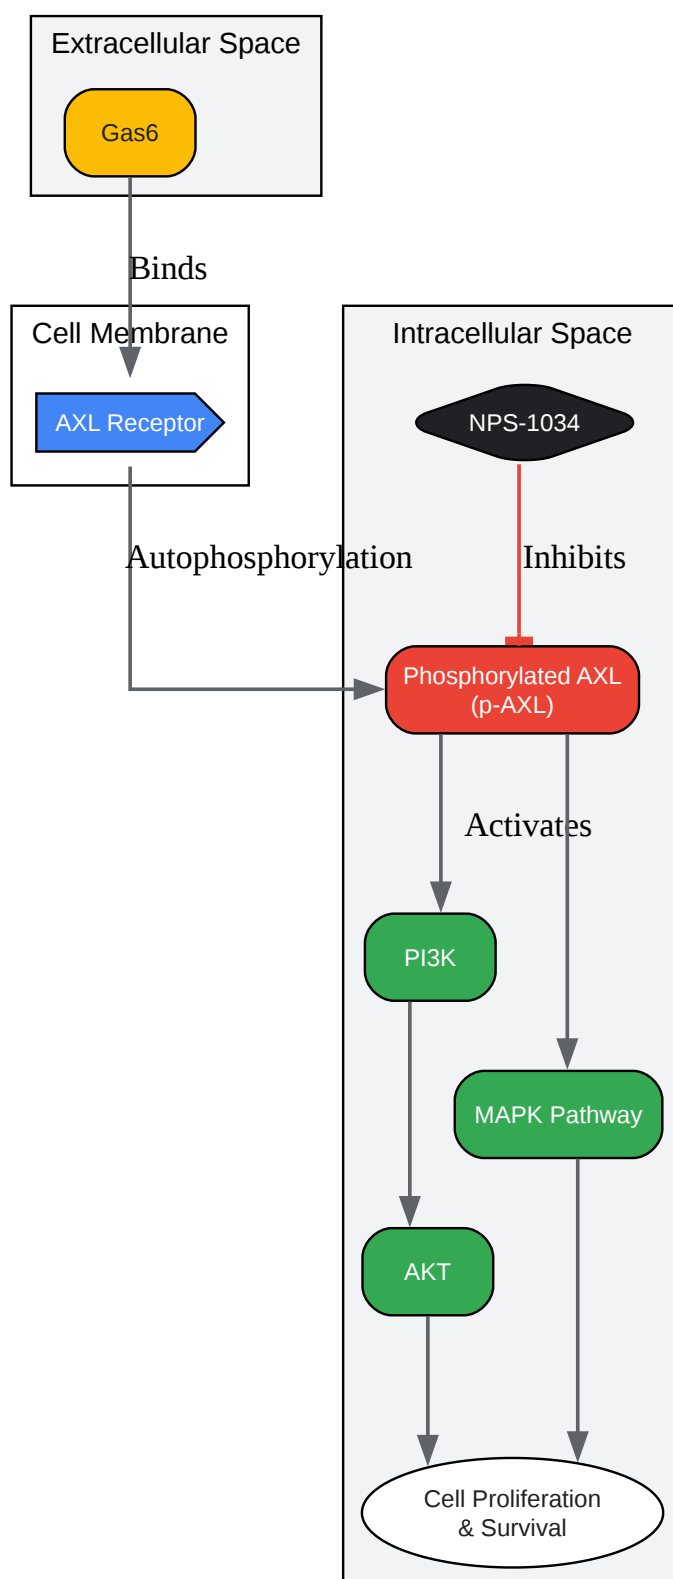 Extracellular Space
Gas6
Binds
Cell Membrane
AXL Receptor
Intracellular Space
NPS-1034
Autophosphorylation
Inhibits
Phosphorylated AXL
(p-AXL)
Activates
PI3K
MAPK Pathway
AKT
Cell Proliferation
& Survival